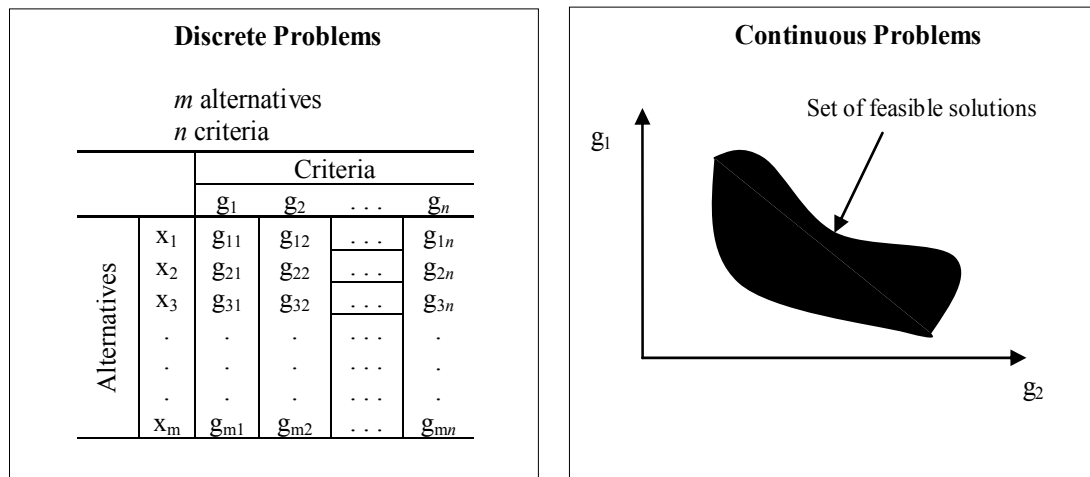 Discrete Problems
m alternatives
n criteria
Criteria
g1 g2 . . . gn
Alternatives
x1 g11 g12 . . . g1n
x2 g21 g22 . . . g2n
x3 g31 g32 . . . g3n
. . . . . . .
. . . . . . .
. . . . . . .
xm gm1 gm2 . . . gmn
Continuous Problems
Set of feasible solutions
g1
g2